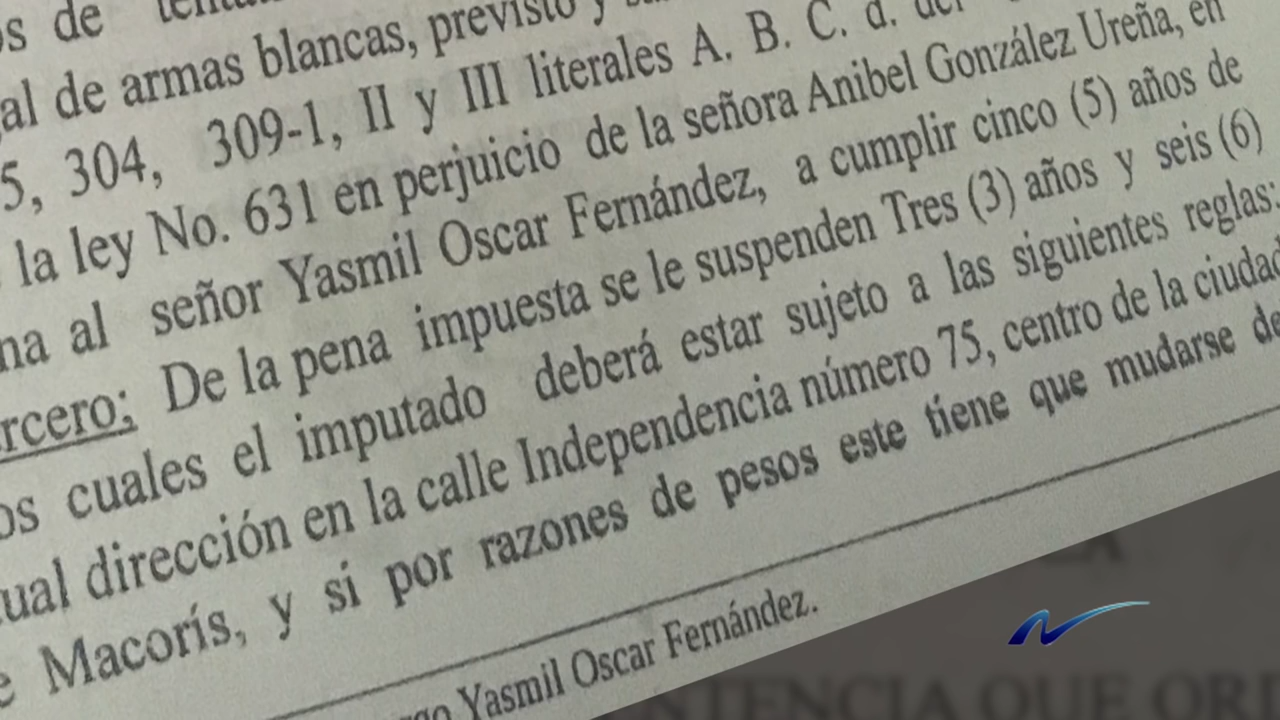 os de
al de armas blancas, previsto y
5, 304, 309-1, II y III literales A. B. C. d. del
la ley No. 631 en perjuicio de la señora Anibel González Ureña, en
na al señor Yasmil Oscar Fernández, a cumplir cinco (5) años de
rcero: De la pena impuesta se le suspenden Tres (3) años y seis (6)
os cuales el imputado deberá estar sujeto a las siguientes reglas:
ual dirección en la calle Independencia número 75, centro de la ciudad
e Macorís, y si por razones de pesos este tiene que mudarse de
go Yasmil Oscar Fernández.
NTENCIA QUE ORD